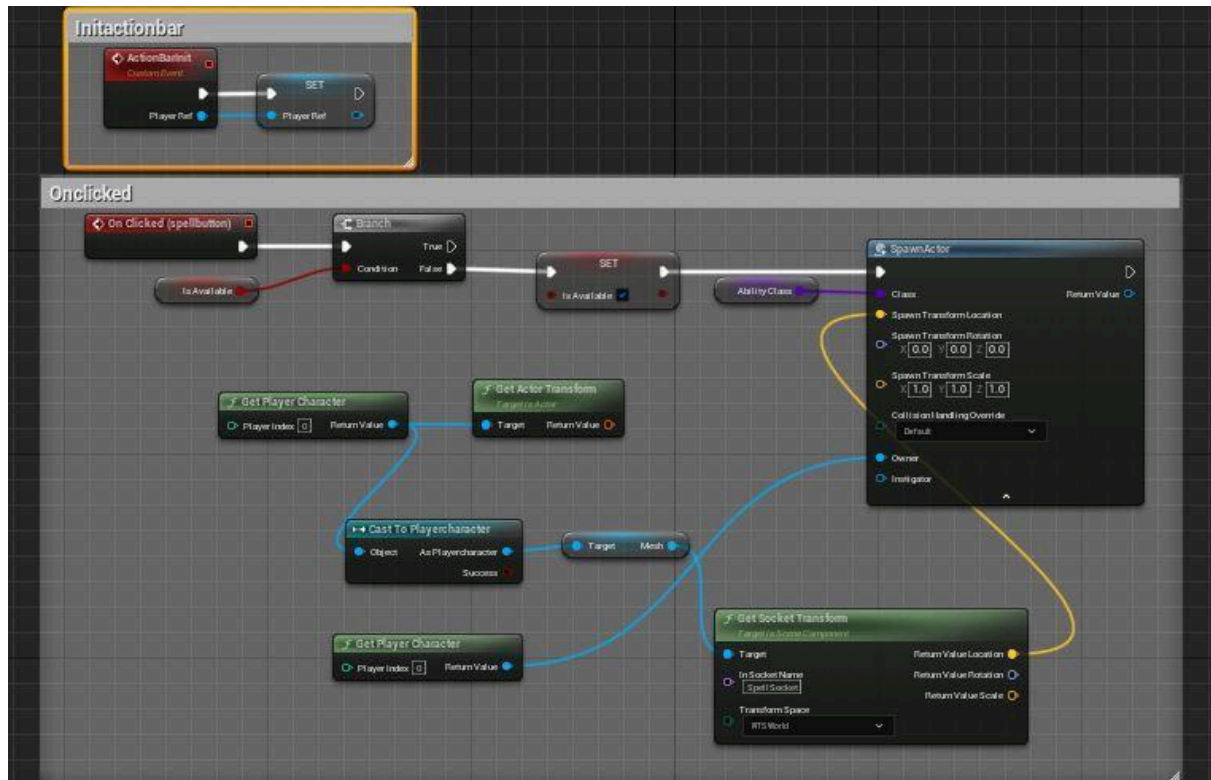 Initactionbar
ActionBarInit
Custom Event
SET
PlayerRef
PlayerRef
Onclicked
On Clicked (spellbutton)
Branch
True
Condition
False
Is Available
SET
Is Available
Ability Class
SpawnActor
Class
Return Value
Spawn Transform Location
Spawn Transform Rotation
X 0.0 Y 0.0 Z 0.0
Spawn Transform Scale
X 1.0 Y 1.0 Z 1.0
Collision Handling Override
Default
Owner
Instigator
Get Player Character
Player Index 0
Return Value
Get Actor Transform
Target is Actor
Target
Return Value
Cast To Playercharacter
Object
As Playercharacter
Success
Target
Mesh
Get Player Character
Player Index 0
Return Value
Get Socket Transform
Target is Scene Component
Target
Return Value Location
In Socket Name
Return Value Rotation
Spell Socket
Return Value Scale
Transform Space
RTS World